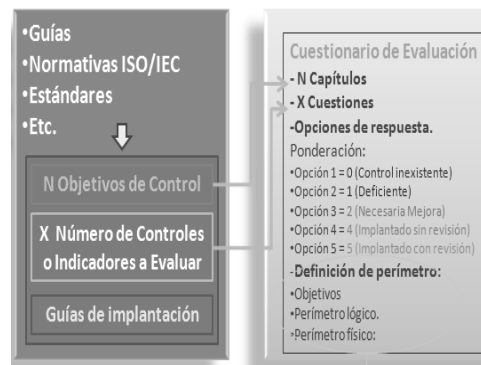 •Guías
•Normativas ISO/IEC
•Estándares
•Etc.
N Objetivos de Control
X Número de Controles
o Indicadores a Evaluar
Guías de implantación
Cuestionario de Evaluación
- N Capítulos
- X Cuestiones
-Opciones de respuesta.
Ponderación:
•Opción 1 = 0 (Control inexistente)
•Opción 2 = 1 (Deficiente)
•Opción 3 = 2 (Necesaria Mejora)
•Opción 4 = 4 (Implantado sin revisión)
•Opción 5 = 5 (Implantado con revisión)
-Definición de perímetro:
•Objetivos
•Perímetro lógico.
•Perímetro físico: